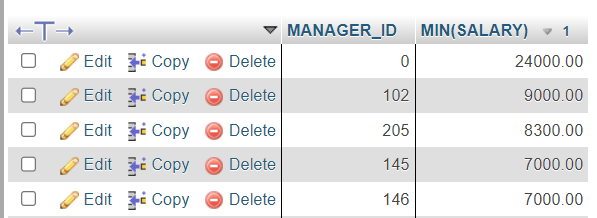 ←T→ MANAGER_ID MIN(SALARY) 1
Edit Copy Delete 0 24000.00
Edit Copy Delete 102 9000.00
Edit Copy Delete 205 8300.00
Edit Copy Delete 145 7000.00
Edit Copy Delete 146 7000.00